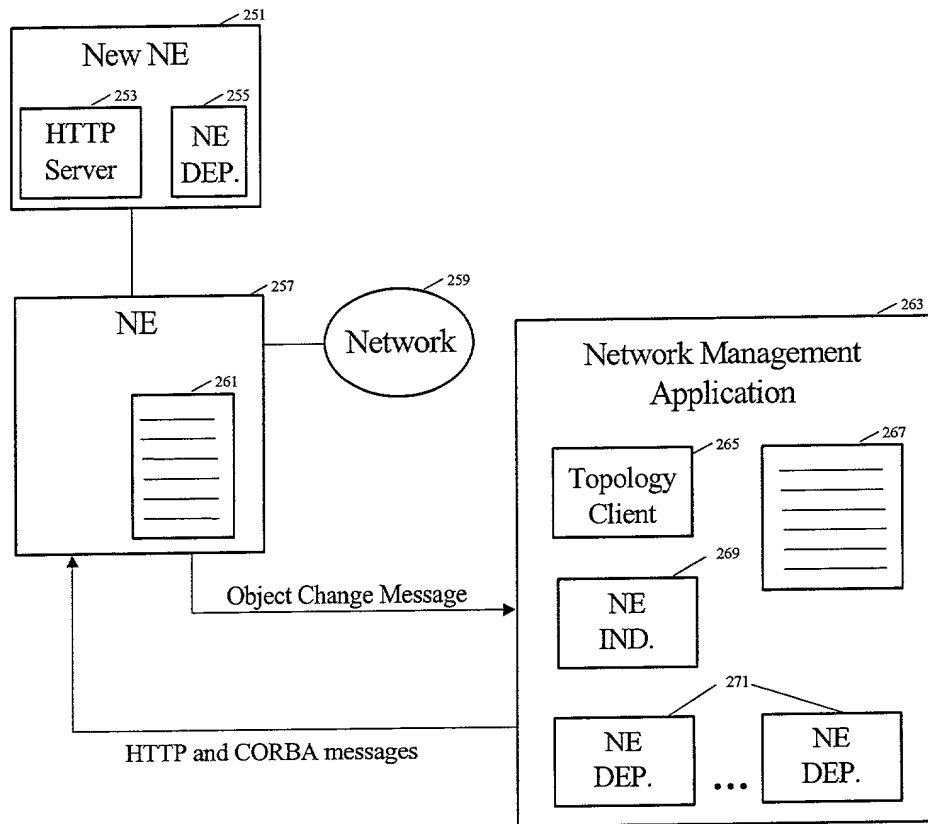 251
New NE
253
HTTP
Server
255
NE
DEP.
257
NE
259
Network
261
263
Network Management
Application
265
Topology
Client
267
269
NE
IND.
Object Change Message
271
NE
DEP.
...
NE
DEP.
HTTP and CORBA messages